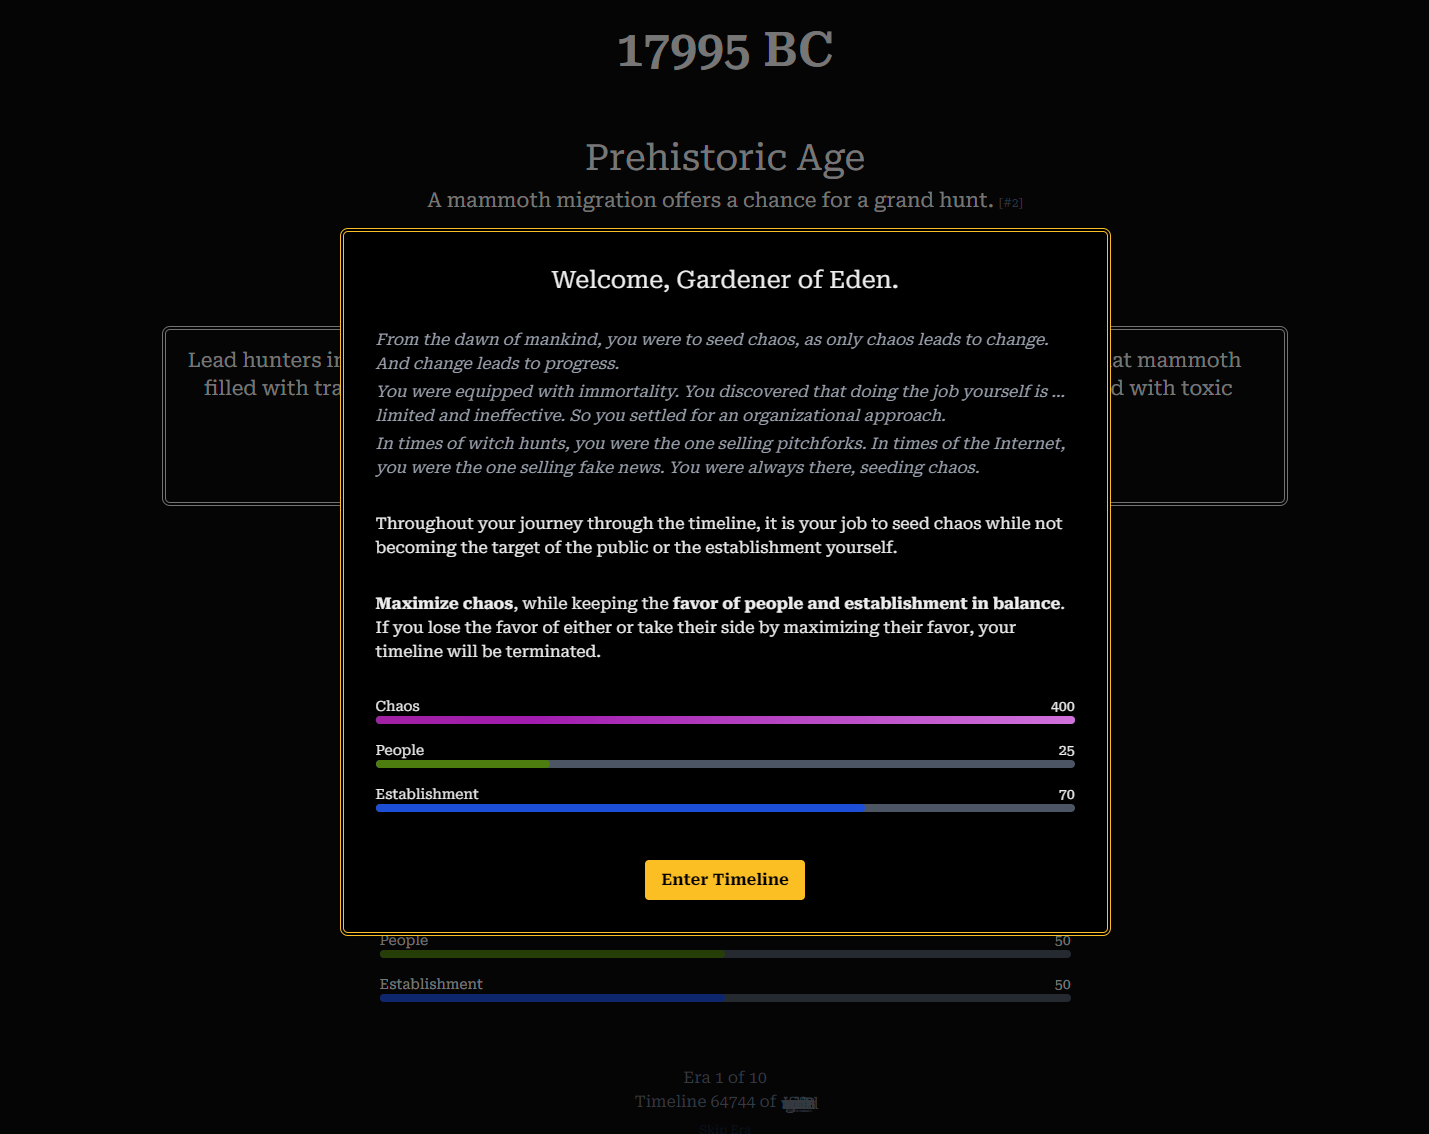 17995 BC
Prehistoric Age
A mammoth migration offers a chance for a grand hunt. [#2]
Welcome, Gardener of Eden.
From the dawn of mankind, you were to seed chaos, as only chaos leads to change.
And change leads to progress.
You were equipped with immortality. You discovered that doing the job yourself is ...
limited and ineffective. So you settled for an organizational approach.
In times of witch hunts, you were the one selling pitchforks. In times of the Internet,
you were the one selling fake news. You were always there, seeding chaos.
Lead hunters
at mammoth
filled with
with toxic
Throughout your journey through the timeline, it is your job to seed chaos while not
becoming the target of the public or the establishment yourself.
Maximize chaos, while keeping the favor of people and establishment in balance.
If you lose the favor of either or take their side by maximizing their favor, your
timeline will be terminated.
Chaos 400
People 25
Establishment 70
Enter Timeline
People 50
Establishment 50
Era 1 of 10
Timeline 64744 of
Skip Era